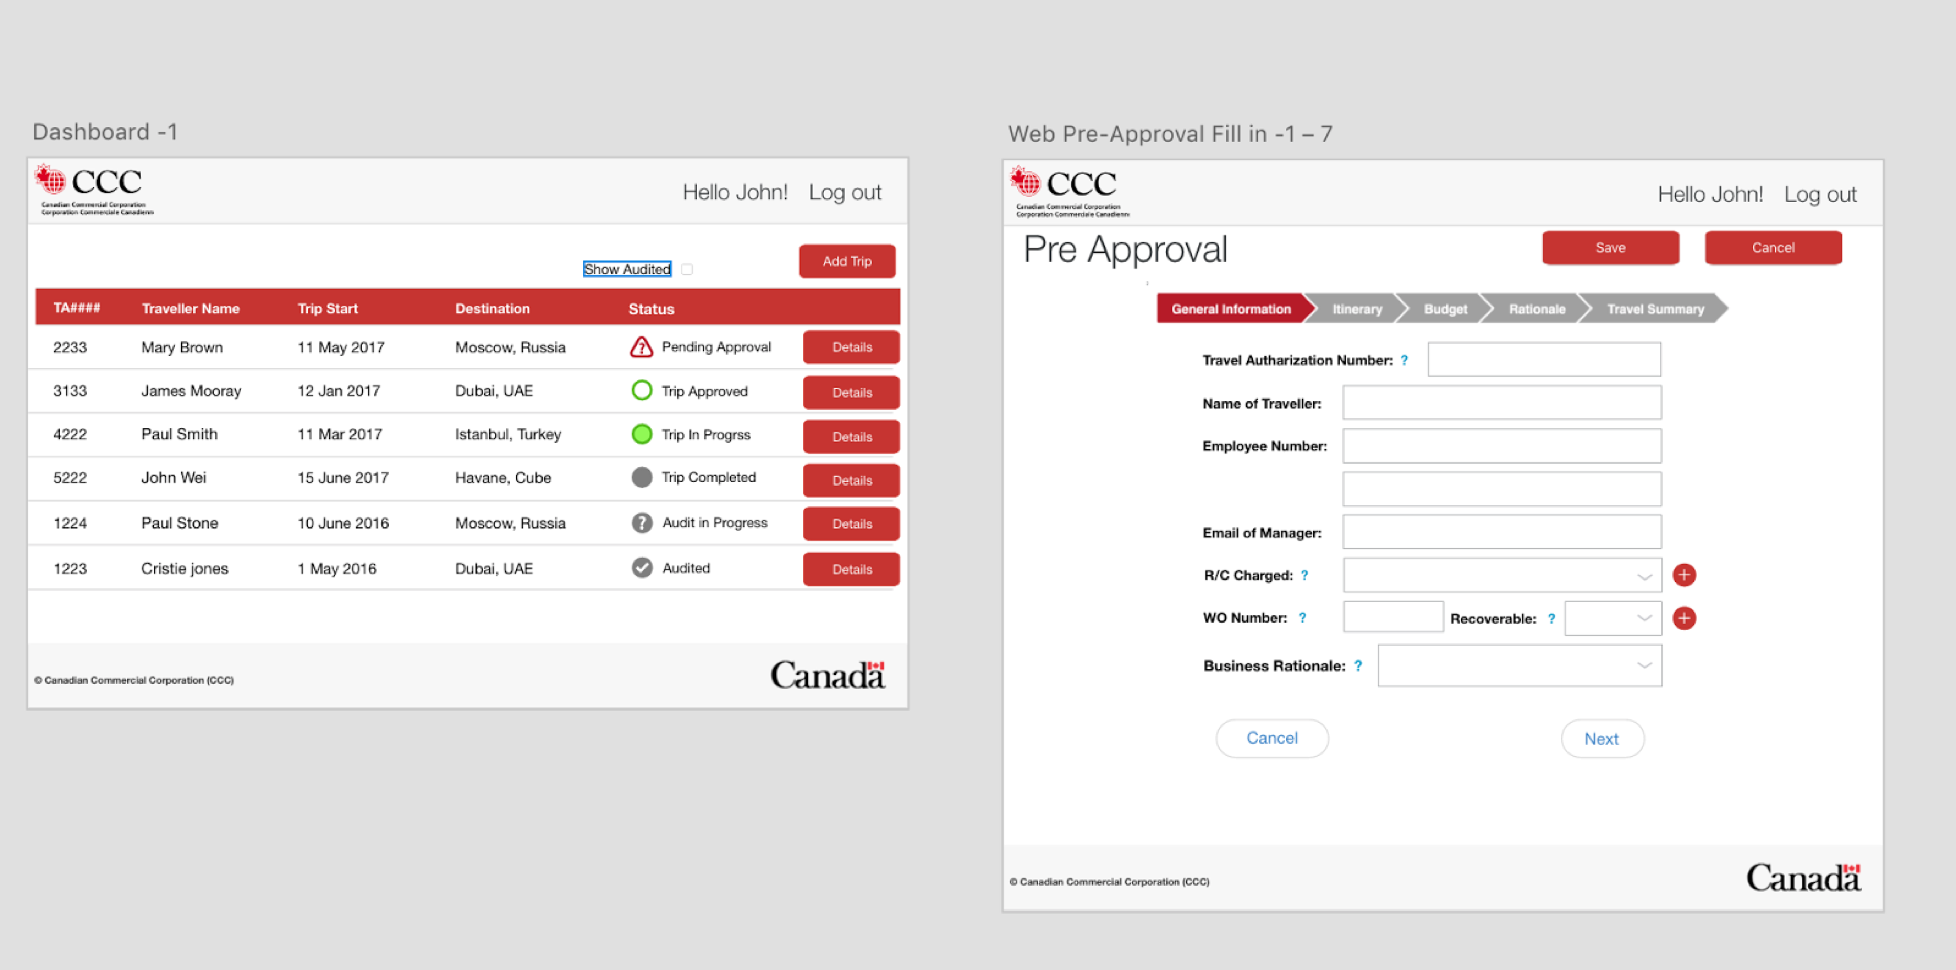 Dashboard -1
CCC
Canadian Commercial Corporation
Corporation Commerciale Canadienn
Hello John! Log out
Show Audited
Add Trip
TA#### Traveller Name Trip Start Destination Status
2233 Mary Brown 11 May 2017 Moscow, Russia ? Pending Approval Details
3133 James Mooray 12 Jan 2017 Dubai, UAE Trip Approved Details
4222 Paul Smith 11 Mar 2017 Istanbul, Turkey Trip In Progrss Details
5222 John Wei 15 June 2017 Havane, Cube Trip Completed Details
1224 Paul Stone 10 June 2016 Moscow, Russia ? Audit in Progress Details
1223 Cristie jones 1 May 2016 Dubai, UAE Audited Details
© Canadian Commercial Corporation (CCC)
Canada
Web Pre-Approval Fill in -1 – 7
CCC
Canadian Commercial Corporation
Corporation Commerciale Canadienn
Hello John! Log out
Pre Approval
Save Cancel
General Information Itinerary Budget Rationale Travel Summary
Travel Autharization Number: ?
Name of Traveller:
Employee Number:
Email of Manager:
R/C Charged: ?
WO Number: ? Recoverable: ?
Business Rationale: ?
Cancel Next
© Canadian Commercial Corporation (CCC)
Canada